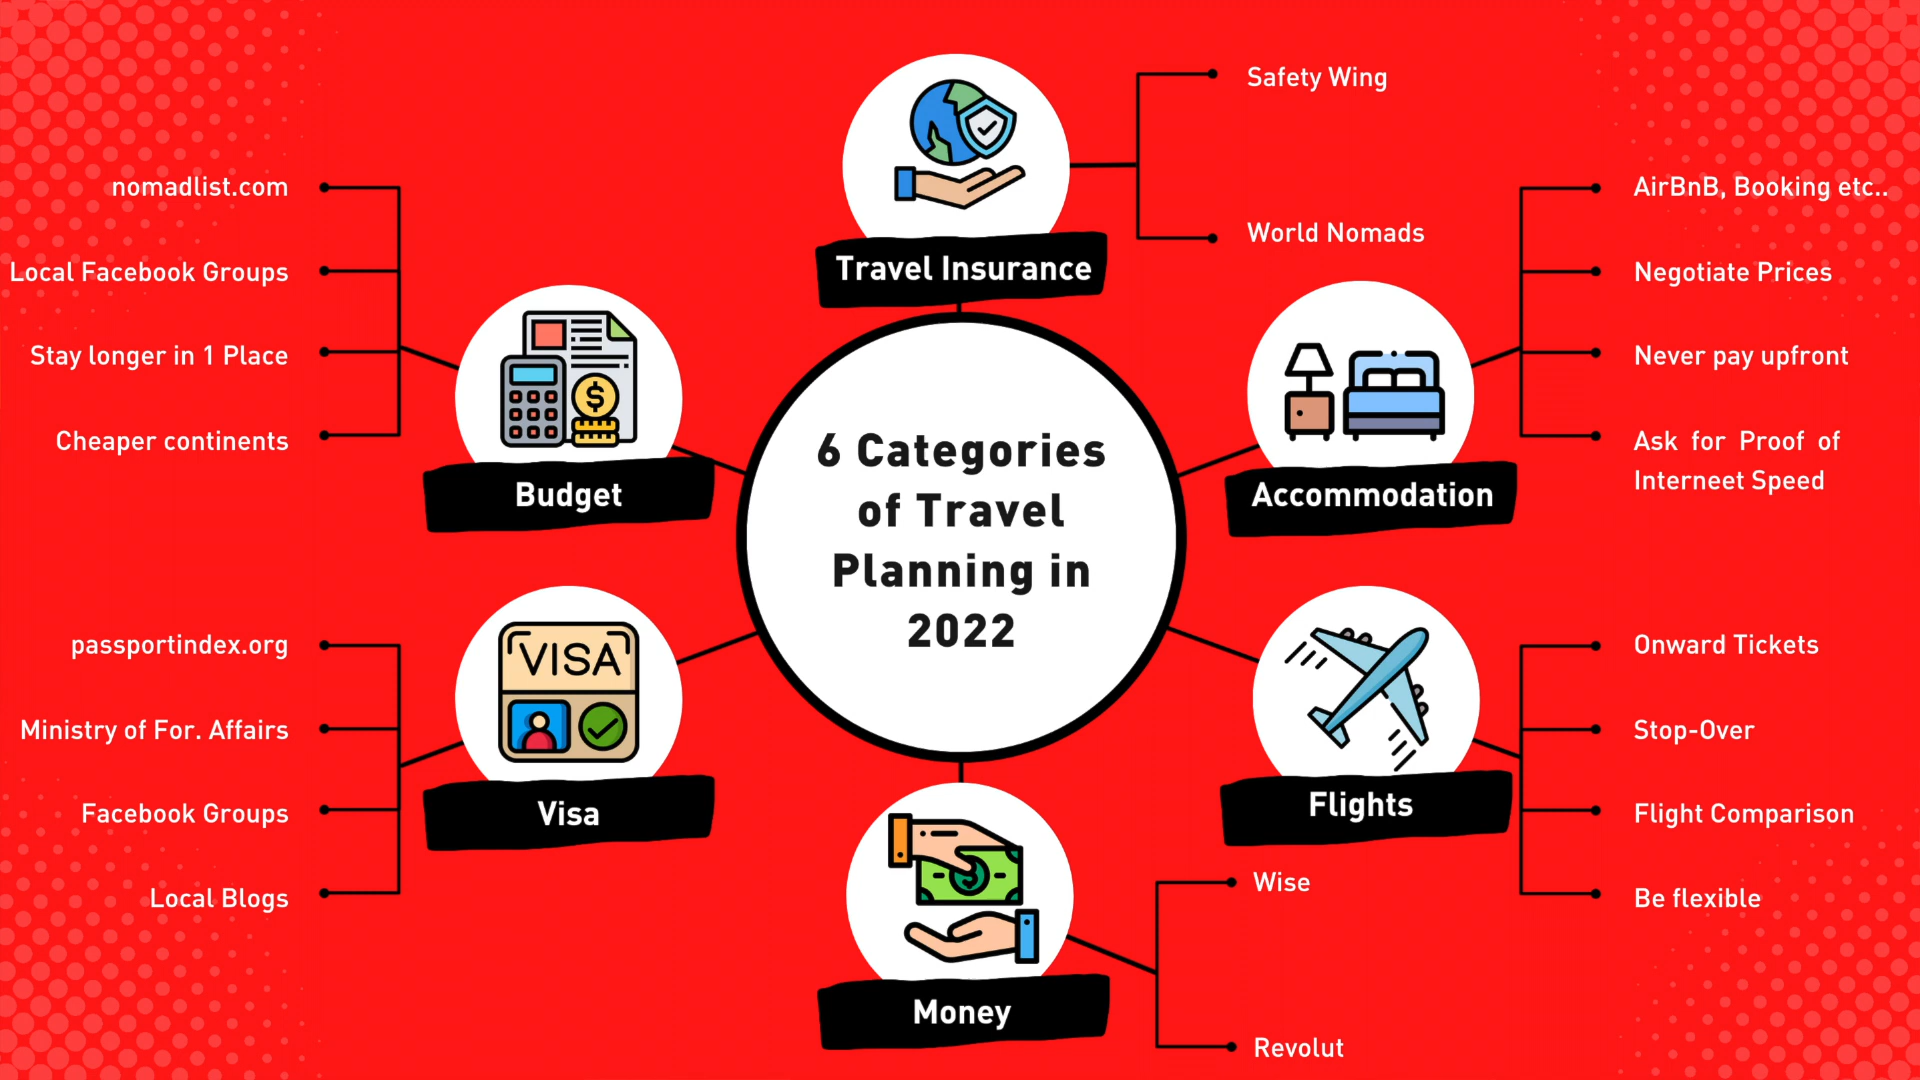 Safety Wing
World Nomads
Travel Insurance
nomadlist.com
Local Facebook Groups
Stay longer in 1 Place
Cheaper continents
Budget
AirBnB, Booking etc..
Negotiate Prices
Never pay upfront
Ask for Proof of
Interneet Speed
Accommodation
6 Categories
of Travel
Planning in
2022
passportindex.org
Ministry of For. Affairs
Facebook Groups
Local Blogs
VISA
Visa
Onward Tickets
Stop-Over
Flight Comparison
Be flexible
Flights
Wise
Revolut
Money